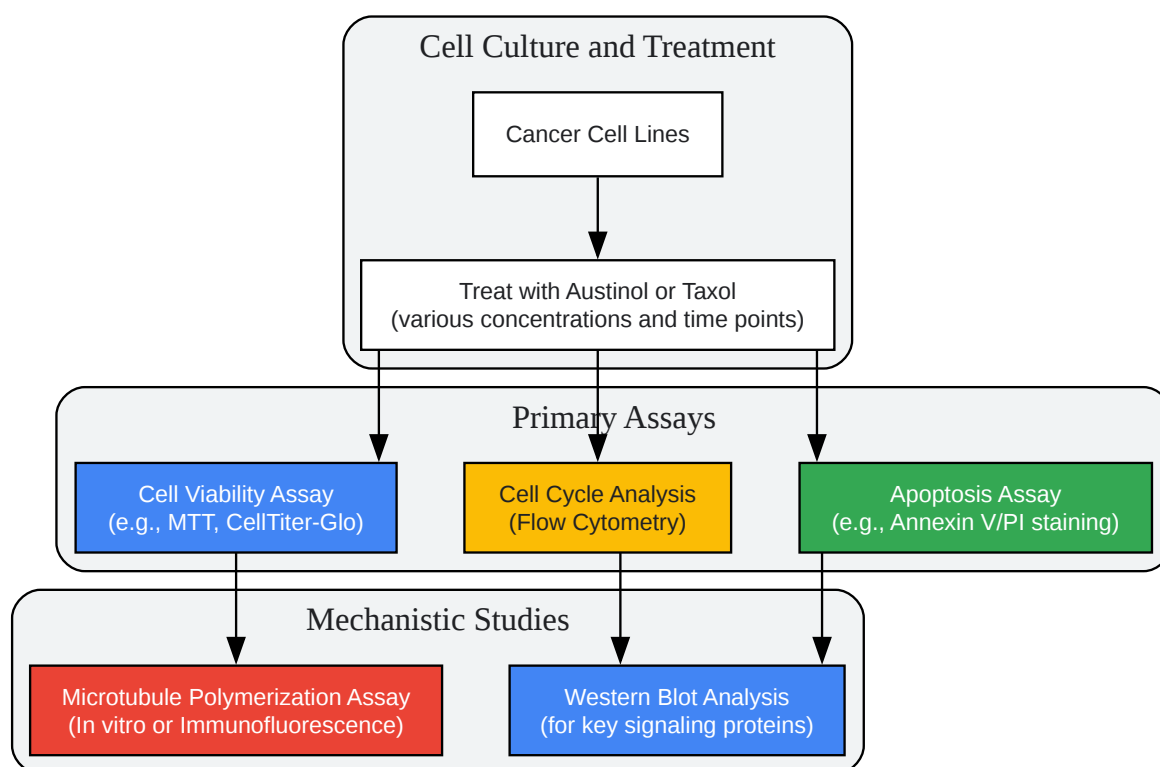 Cell Culture and Treatment
Cancer Cell Lines
Treat with Austinol or Taxol
(various concentrations and time points)
Primary Assays
Cell Viability Assay
(e.g., MTT, CellTiter-Glo)
Cell Cycle Analysis
(Flow Cytometry)
Apoptosis Assay
(e.g., Annexin V/PI staining)
Mechanistic Studies
Microtubule Polymerization Assay
(In vitro or Immunofluorescence)
Western Blot Analysis
(for key signaling proteins)